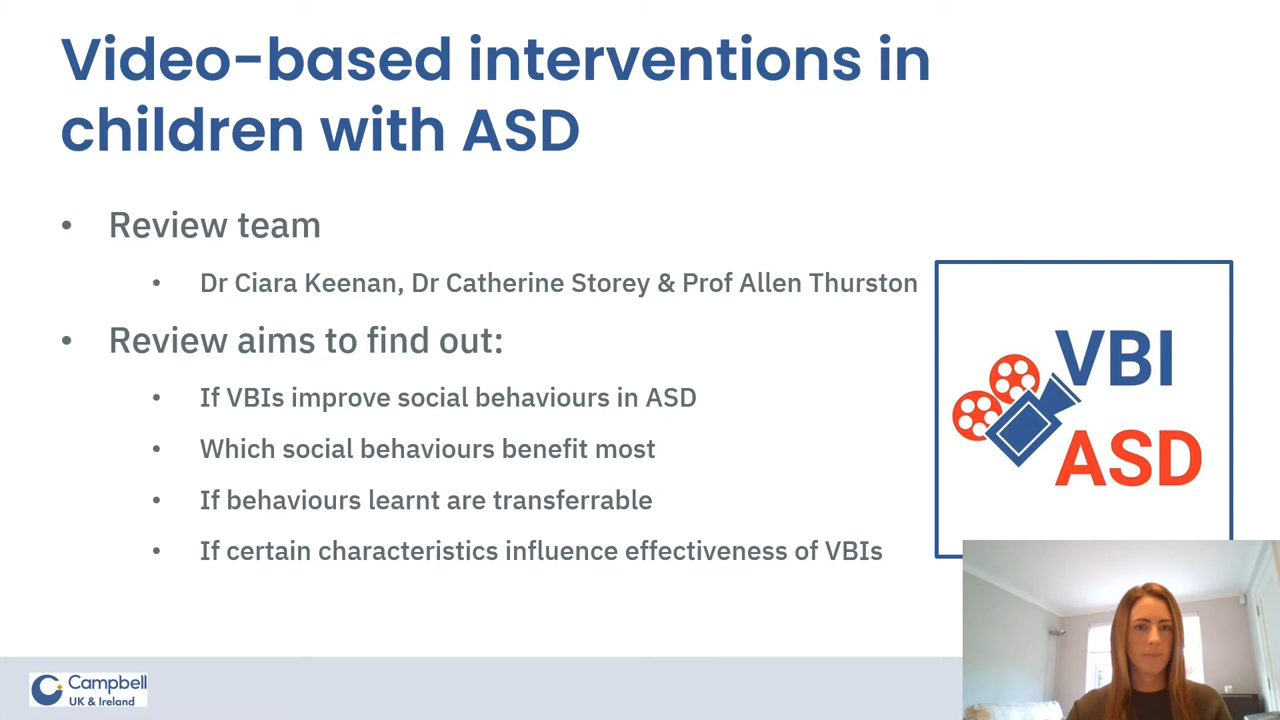 Video-based interventions in
children with ASD
• Review team
• Dr Ciara Keenan, Dr Catherine Storey & Prof Allen Thurston
• Review aims to find out:
• If VBIs improve social behaviours in ASD
• Which social behaviours benefit most
• If behaviours learnt are transferrable
• If certain characteristics influence effectiveness of VBIs
VBI
ASD
Campbell
UK & Ireland